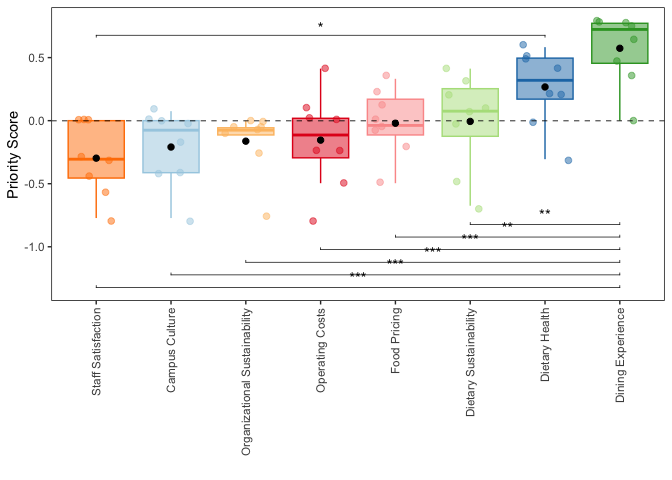 *
0.5
0.0
-0.5
-1.0
Priority Score
**
**
***
***
***
***
Staff Satisfaction
Campus Culture
Organizational Sustainability
Operating Costs
Food Pricing
Dietary Sustainability
Dietary Health
Dining Experience